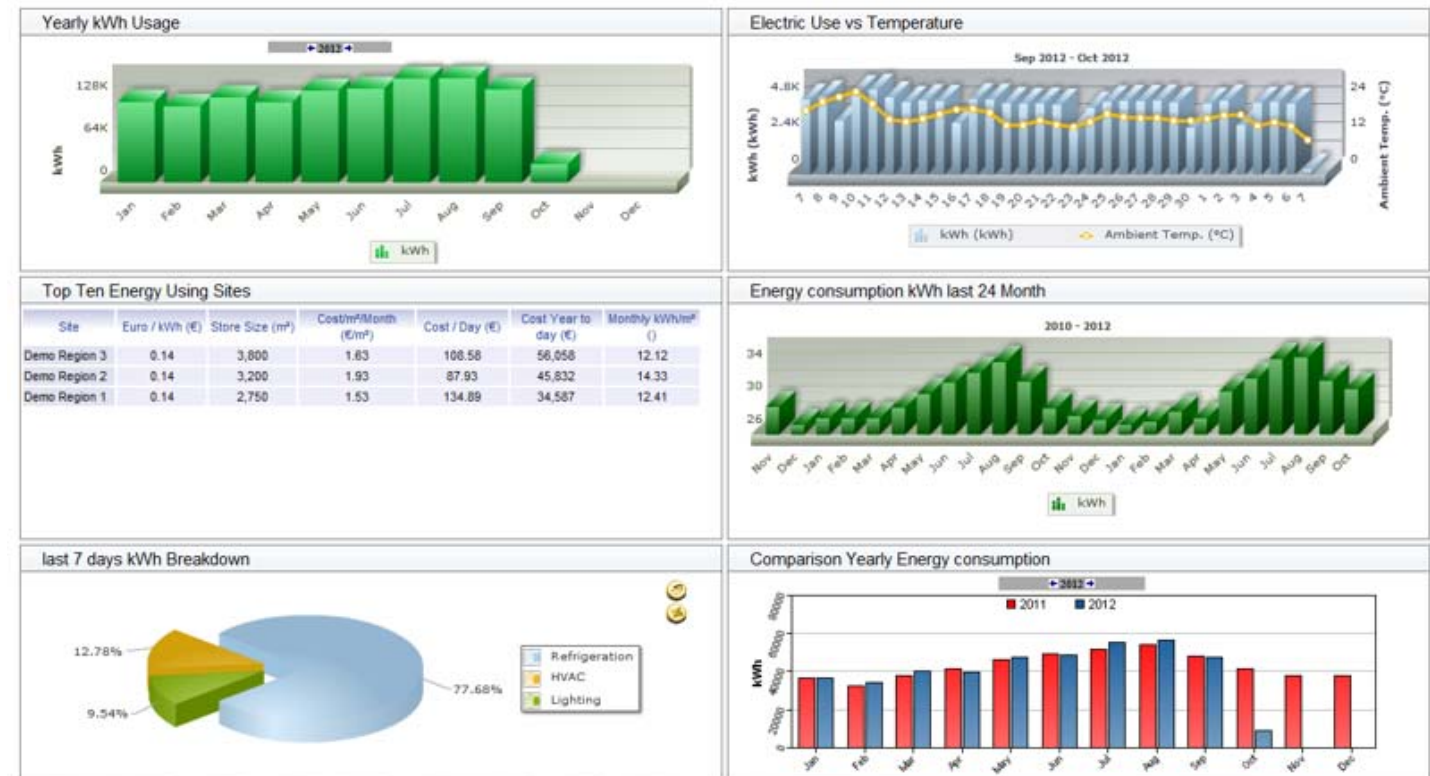 Yearly kWh Usage
2012
128K
64K
0
kWh
Jan Feb Mar Apr May Jun Jul Aug Sep Oct Nov Dec
kWh
Electric Use vs Temperature
Sep 2012 - Oct 2012
4.8K
2.4K
0
kWh (kWh)
24
12
0
Ambient Temp. (°C)
7 8 9 10 11 12 13 14 15 16 17 18 19 20 21 22 23 24 25 26 27 28 29 30 1 2 3 4 5 6 7
kWh (kWh) Ambient Temp. (°C)
Top Ten Energy Using Sites
Site Euro / kWh (€) Store Size (m²) Cost/m²/Month (€/m²) Cost / Day (€) Cost Year to day (€) Monthly kWh/m² ()
Demo Region 3 0.14 3,800 1.63 108.58 56,058 12.12
Demo Region 2 0.14 3,200 1.93 87.93 45,832 14.33
Demo Region 1 0.14 2,750 1.53 134.89 34,587 12.41
Energy consumption kWh last 24 Month
2010 - 2012
34
30
26
Nov Dec Jan Feb Mar Apr May Jun Jul Aug Sep Oct Nov Dec Jan Feb Mar Apr May Jun Jul Aug Sep Oct
kWh
last 7 days kWh Breakdown
12.78%
9.54%
77.68%
Refrigeration
HVAC
Lighting
Comparison Yearly Energy consumption
2012
2011 2012
80000
60000
40000
20000
0
kWh
Jan Feb Mar Apr May Jun Jul Aug Sep Oct Nov Dec